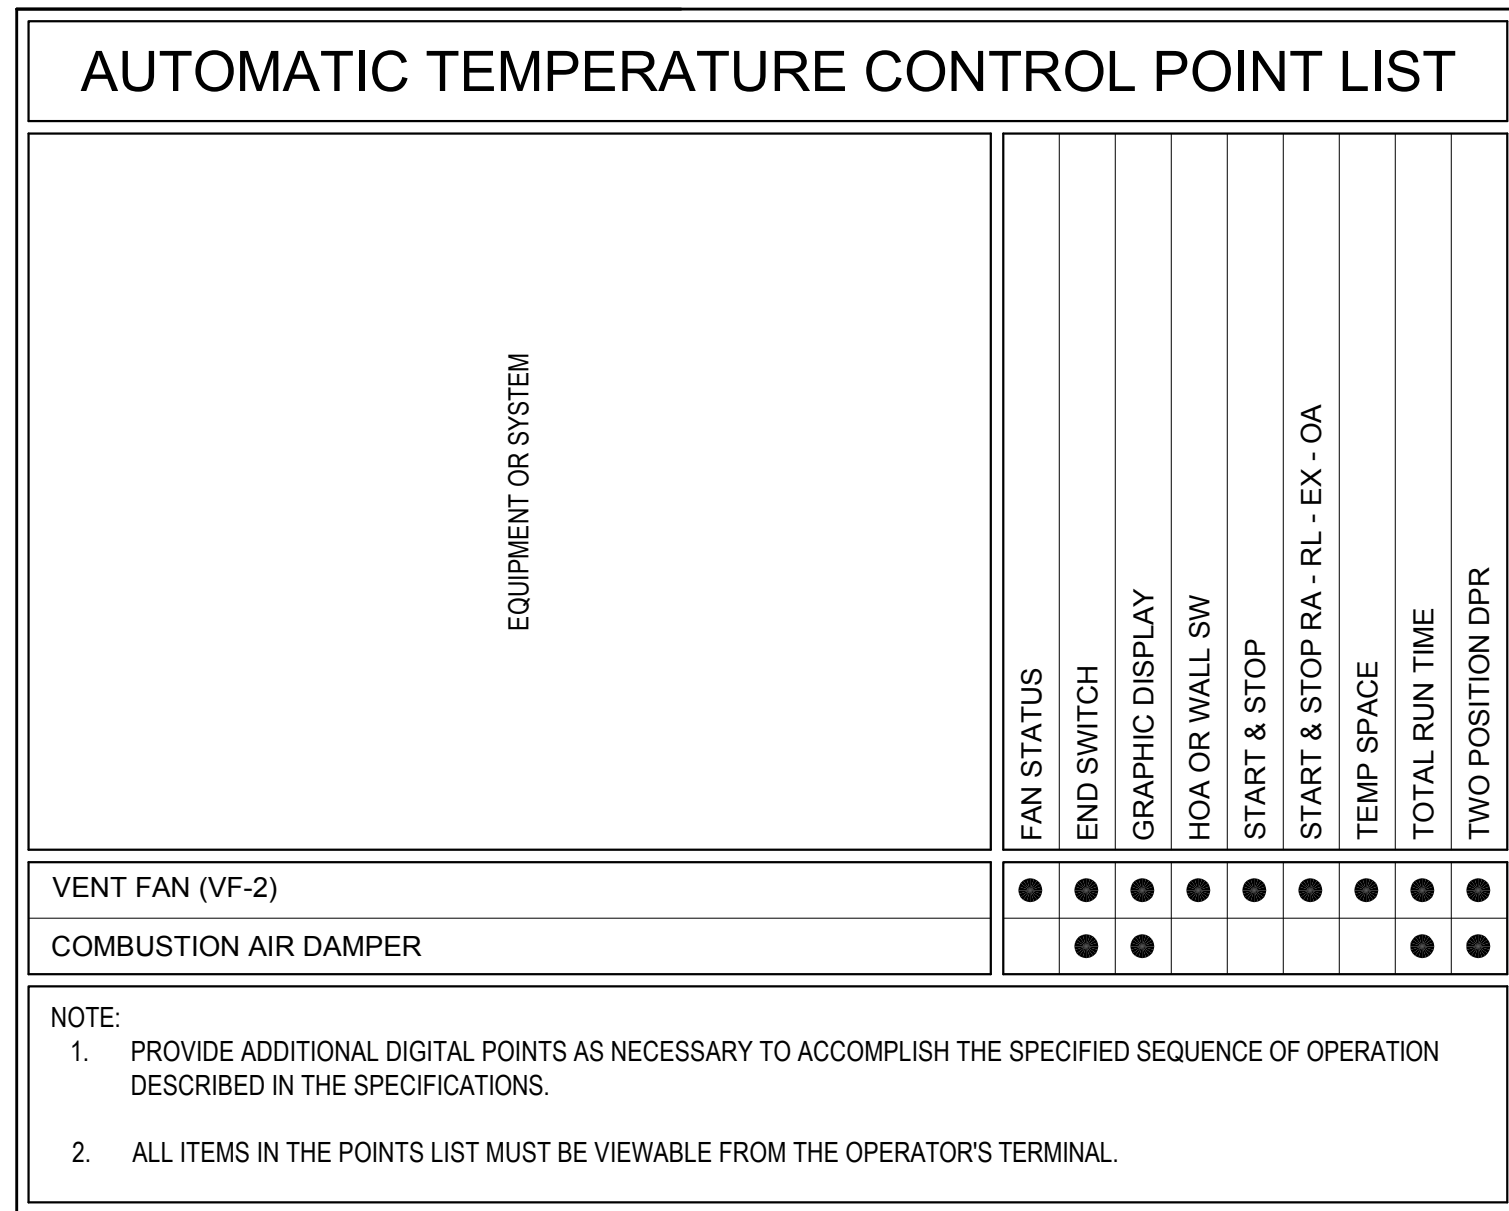 AUTOMATIC TEMPERATURE CONTROL POINT LIST
EQUIPMENT OR SYSTEM
FAN STATUS
END SWITCH
GRAPHIC DISPLAY
HOA OR WALL SW
START & STOP
START & STOP RA - RL - EX - OA
TEMP SPACE
TOTAL RUN TIME
TWO POSITION DPR
VENT FAN (VF-2)
COMBUSTION AIR DAMPER
NOTE:
1. PROVIDE ADDITIONAL DIGITAL POINTS AS NECESSARY TO ACCOMPLISH THE SPECIFIED SEQUENCE OF OPERATION
DESCRIBED IN THE SPECIFICATIONS.
2. ALL ITEMS IN THE POINTS LIST MUST BE VIEWABLE FROM THE OPERATOR'S TERMINAL.